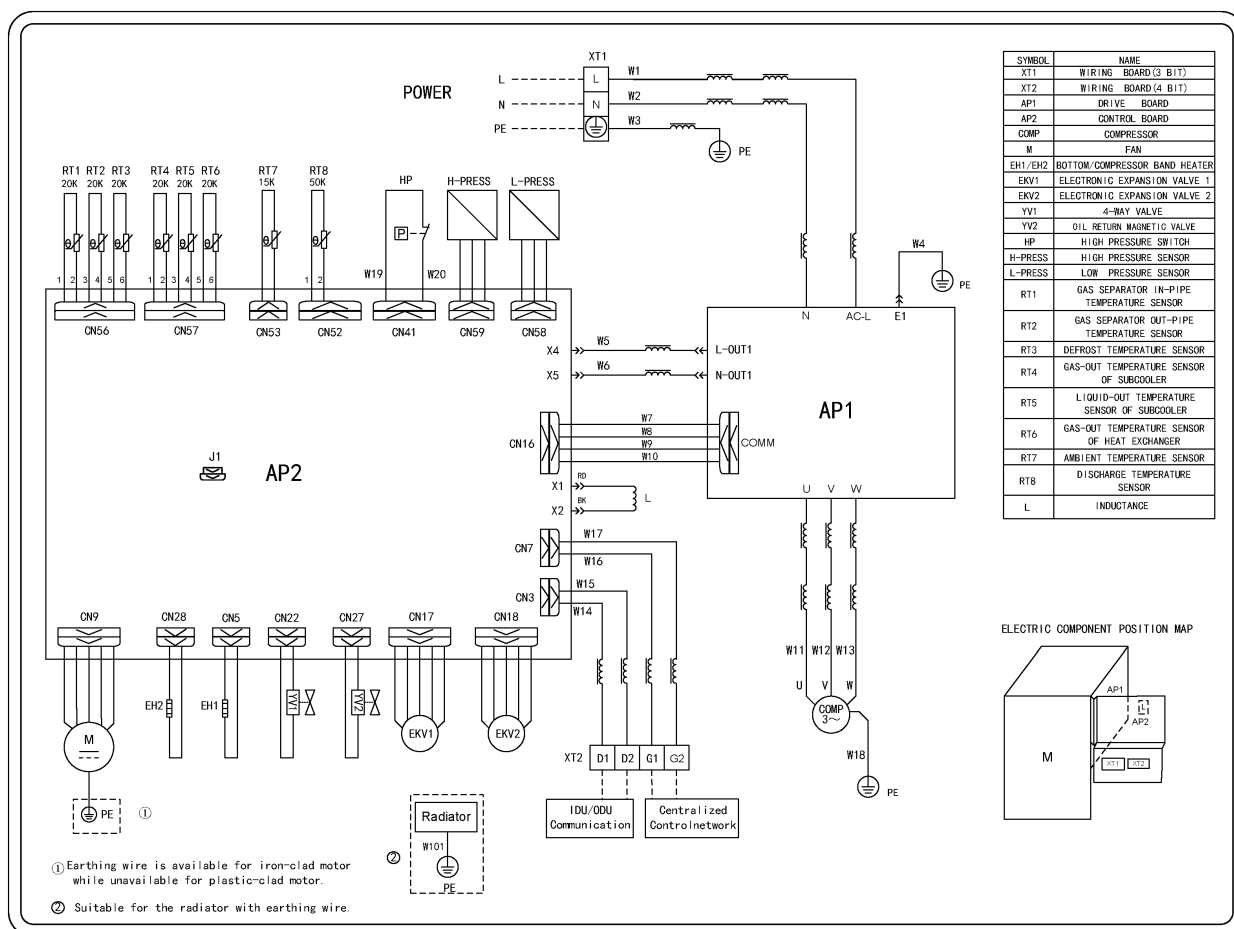 POWER
XT1
L
L
W1
N
N
W2
PE
W3
PE
RT1 RT2 RT3
20K 20K 20K
RT4 RT5 RT6
20K 20K 20K
RT7
15K
RT8
50K
HP
H-PRESS
L-PRESS
θ θ θ θ θ θ θ θ
P
W19
W20
1 2 3 4 5 6
1 2 3 4 5 6
1 2
CN56
CN57
CN53
CN52
CN41
CN59
CN58
W4
PE
N
AC-L
E1
X4
W5
L-OUT1
X5
W6
N-OUT1
AP1
W7
W8
W9
W10
CN16
COMM
J1
AP2
X1
RD
X2
BK
L
U
V
W
CN7
W17
W16
CN3
W15
W14
CN9
CN28
CN5
CN22
CN27
CN17
CN18
EH2
EH1
YV1
YV2
EKV1
EKV2
M
PE
①
W11
W12
W13
U
V
W
COMP
3~
W18
PE
XT2
D1
D2
G1
G2
IDU/ODU
Communication
Centralized
Controlnetwork
Radiator
W101
PE
②
① Earthing wire is available for iron-clad motor
while unavailable for plastic-clad motor.
② Suitable for the radiator with earthing wire.
SYMBOL NAME
XT1 WIRING BOARD(3 BIT)
XT2 WIRING BOARD(4 BIT)
AP1 DRIVE BOARD
AP2 CONTROL BOARD
COMP COMPRESSOR
M FAN
EH1/EH2 BOTTOM/COMPRESSOR BAND HEATER
EKV1 ELECTRONIC EXPANSION VALVE 1
EKV2 ELECTRONIC EXPANSION VALVE 2
YV1 4-WAY VALVE
YV2 OIL RETURN MAGNETIC VALVE
HP HIGH PRESSURE SWITCH
H-PRESS HIGH PRESSURE SENSOR
L-PRESS LOW PRESSURE SENSOR
RT1 GAS SEPARATOR IN-PIPE
TEMPERATURE SENSOR
RT2 GAS SEPARATOR OUT-PIPE
TEMPERATURE SENSOR
RT3 DEFROST TEMPERATURE SENSOR
RT4 GAS-OUT TEMPERATURE SENSOR
OF SUBCOOLER
RT5 LIQUID-OUT TEMPERATURE
SENSOR OF SUBCOOLER
RT6 GAS-OUT TEMPERATURE SENSOR
OF HEAT EXCHANGER
RT7 AMBIENT TEMPERATURE SENSOR
RT8 DISCHARGE TEMPERATURE
SENSOR
L INDUCTANCE
ELECTRIC COMPONENT POSITION MAP
AP1
L
AP2
M
XT1
XT2